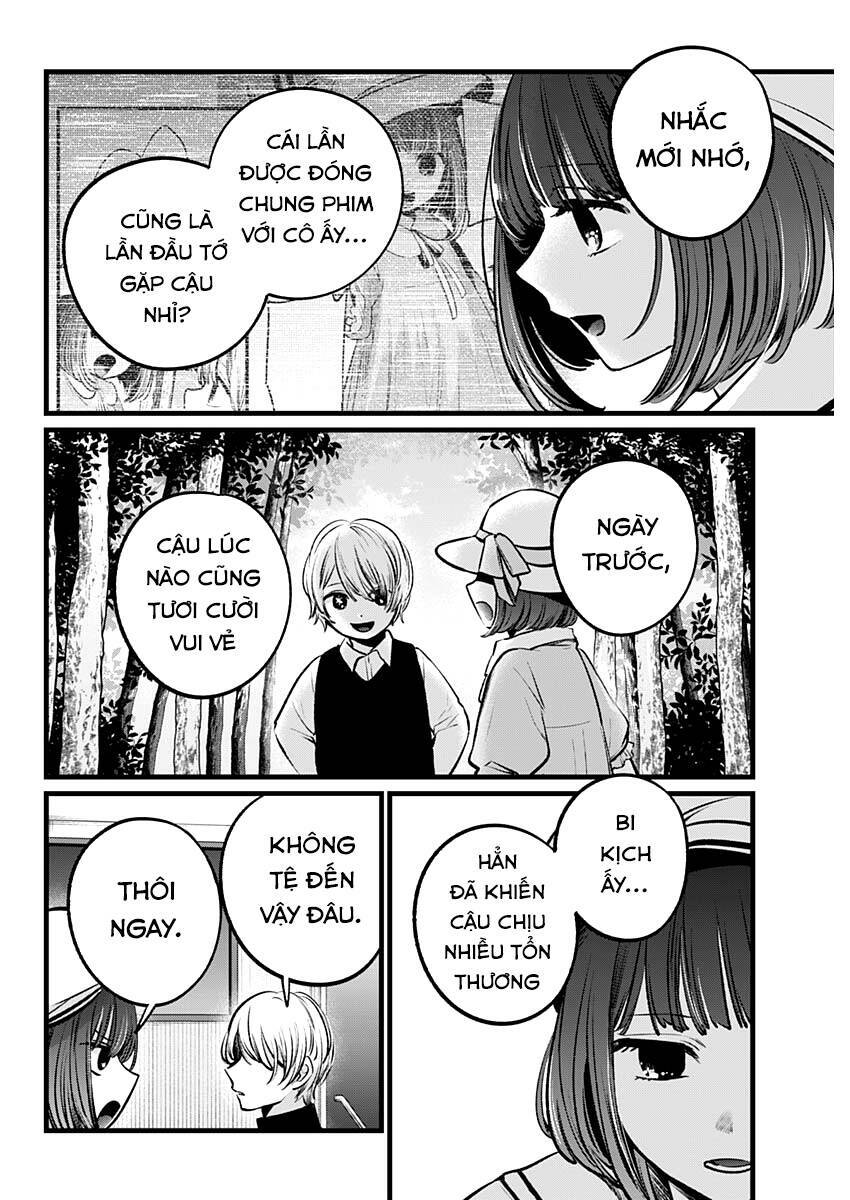 NHẮC
MỚI NHỚ,
CÁI LẦN
ĐƯỢC ĐÓNG
CHUNG PHIM
VỚI CÔ ẤY...
CŨNG LÀ
LẦN ĐẦU TỚ
GẶP CẬU
NHỈ?
NGÀY
TRƯỚC,
CẬU LÚC
NÀO CŨNG
TƯƠI CƯỜI
VUI VẺ
BI
KỊCH
ẤY...
HẲN
ĐÃ KHIẾN
CẬU CHỊU
NHIỀU TỔN
THƯƠNG
KHÔNG
TỆ ĐẾN
VẬY ĐÂU.
THÔI
NGAY.